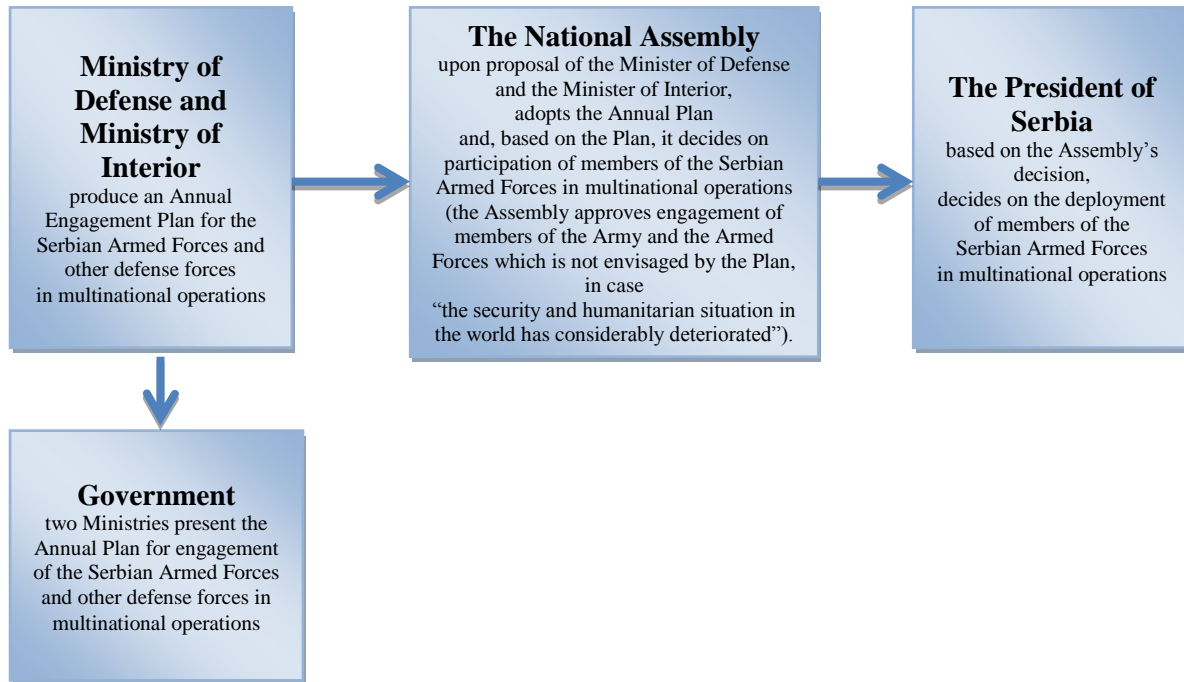 Ministry of
Defense and
Ministry of
Interior
produce an Annual
Engagement Plan for the
Serbian Armed Forces and
other defense forces
in multinational operations
The National Assembly
upon proposal of the Minister of Defense
and the Minister of Interior,
adopts the Annual Plan
and, based on the Plan, it decides on
participation of members of the Serbian
Armed Forces in multinational operations
(the Assembly approves engagement of
members of the Army and the Armed
Forces which is not envisaged by the Plan,
in case
“the security and humanitarian situation in
the world has considerably deteriorated”).
The President of
Serbia
based on the Assembly’s
decision,
decides on the deployment
of members of the
Serbian Armed Forces
in multinational operations
Government
two Ministries present the
Annual Plan for engagement
of the Serbian Armed Forces
and other defense forces in
multinational operations